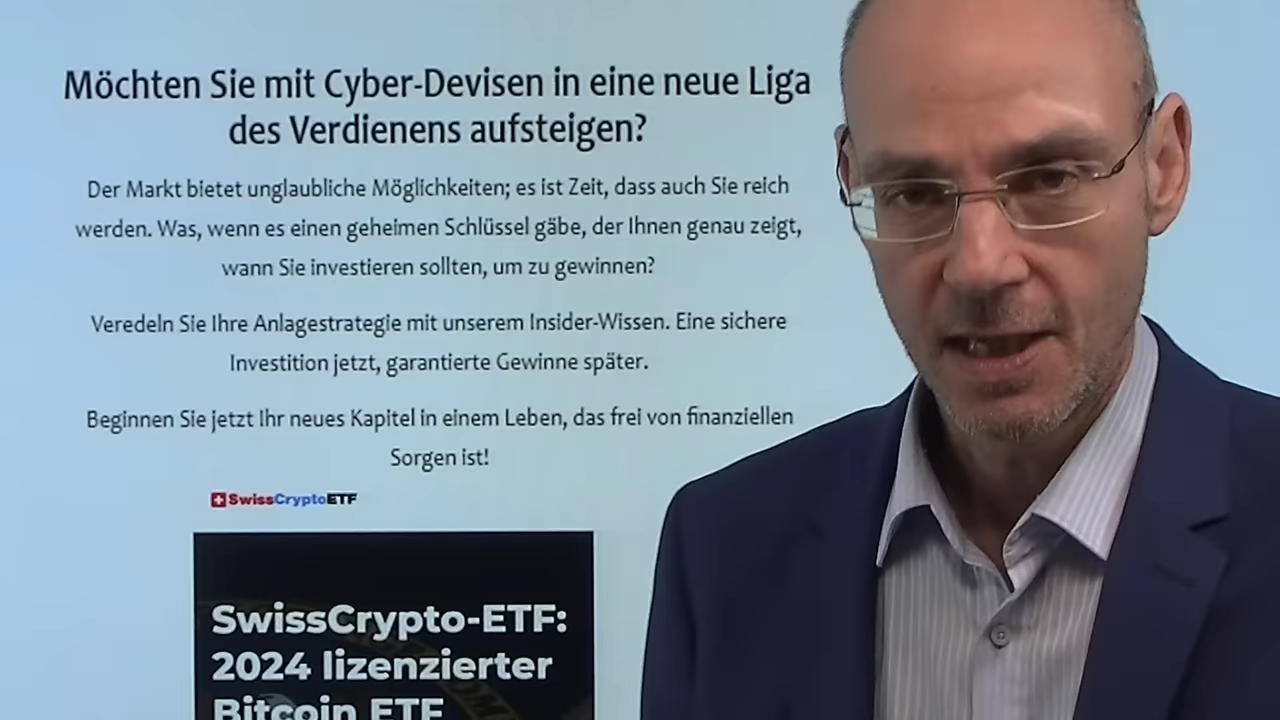 Möchten Sie mit Cyber-Devisen in eine neue Liga
des Verdienens aufsteigen?
Der Markt bietet unglaubliche Möglichkeiten; es ist Zeit, dass auch Sie reich
werden. Was, wenn es einen geheimen Schlüssel gäbe, der Ihnen genau zeigt,
wann Sie investieren sollten, um zu gewinnen?
Veredeln Sie Ihre Anlagestrategie mit unserem Insider-Wissen. Eine sichere
Investition jetzt, garantierte Gewinne später.
Beginnen Sie jetzt Ihr neues Kapitel in einem Leben, das frei von finanziellen
Sorgen ist!
SwissCryptoETF
SwissCrypto-ETF:
2024 lizenzierter
Bitcoin ETF